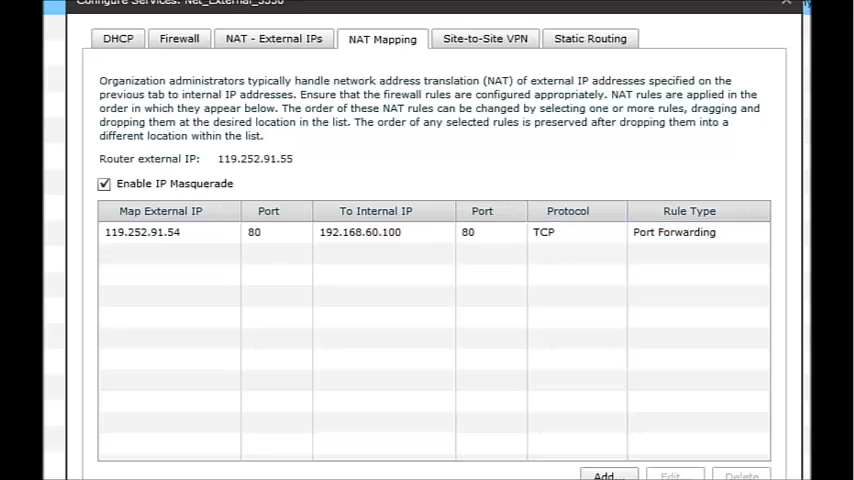 Configure Services: Net_External_3330
DHCP Firewall NAT - External IPs NAT Mapping Site-to-Site VPN Static Routing
Organization administrators typically handle network address translation (NAT) of external IP addresses specified on the
previous tab to internal IP addresses. Ensure that the firewall rules are configured appropriately. NAT rules are applied in the
order in which they appear below. The order of these NAT rules can be changed by selecting one or more rules, dragging and
dropping them at the desired location in the list. The order of any selected rules is preserved after dropping them into a
different location within the list.
Router external IP: 119.252.91.55
Enable IP Masquerade
Map External IP Port To Internal IP Port Protocol Rule Type
119.252.91.54 80 192.168.60.100 80 TCP Port Forwarding
Add... Edit... Delete